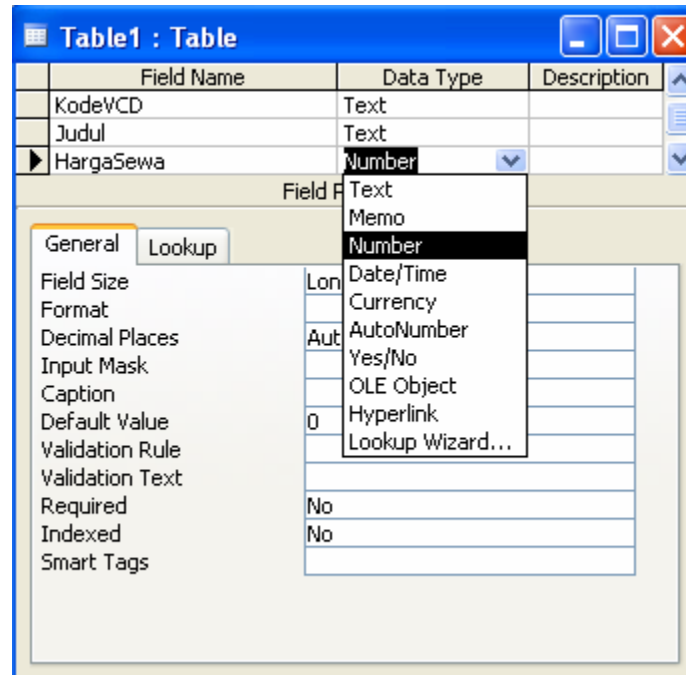 Table1 : Table
Field Name Data Type Description
KodeVCD Text
Judul Text
HargaSewa Number
Field
Text
Memo
Number
Date/Time
Currency
AutoNumber
Yes/No
OLE Object
Hyperlink
Lookup Wizard...
General Lookup
Field Size
Format
Decimal Places
Input Mask
Caption
Default Value 0
Validation Rule
Validation Text
Required No
Indexed No
Smart Tags